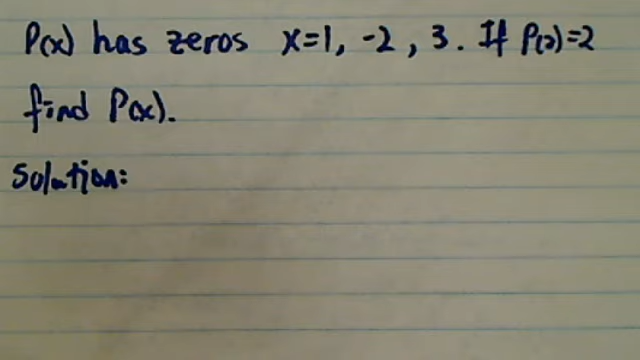 P(x) has zeros x=1, -2, 3. If P(2)=2
find P(x).
Solution: